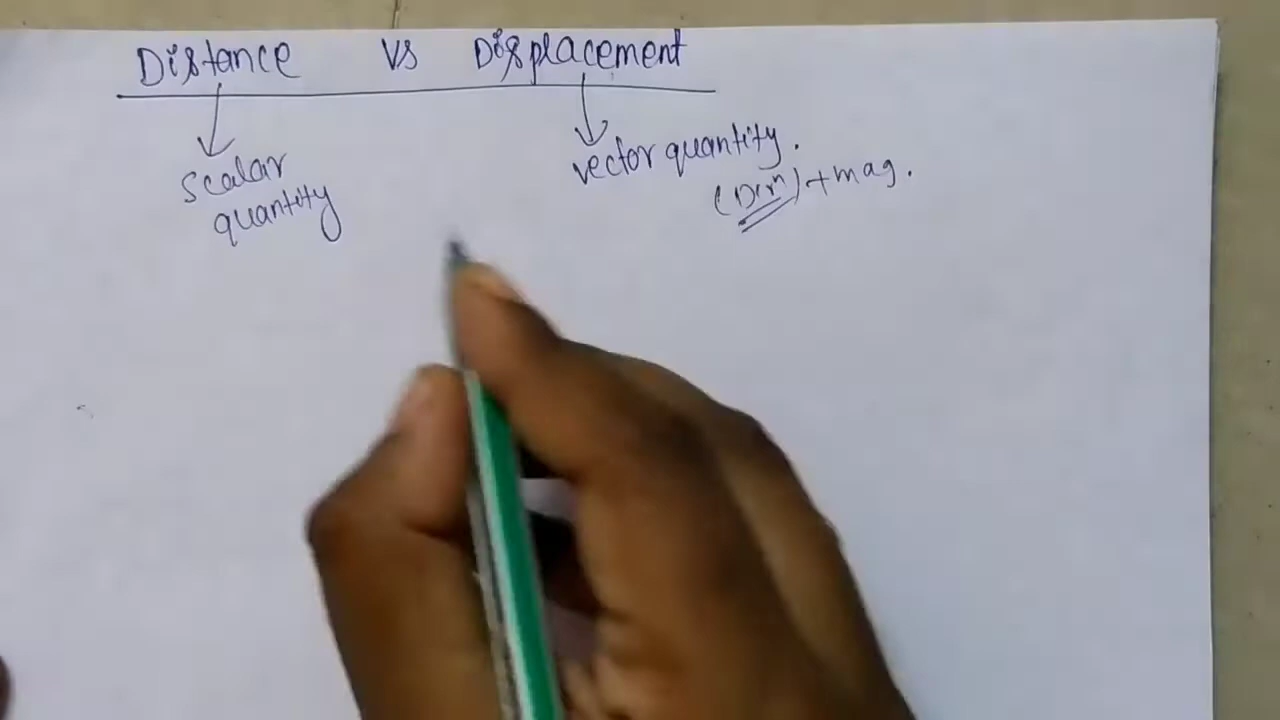 Distance vs Displacement
scalar
quantity
vector quantity.
(Dirn) + mag.